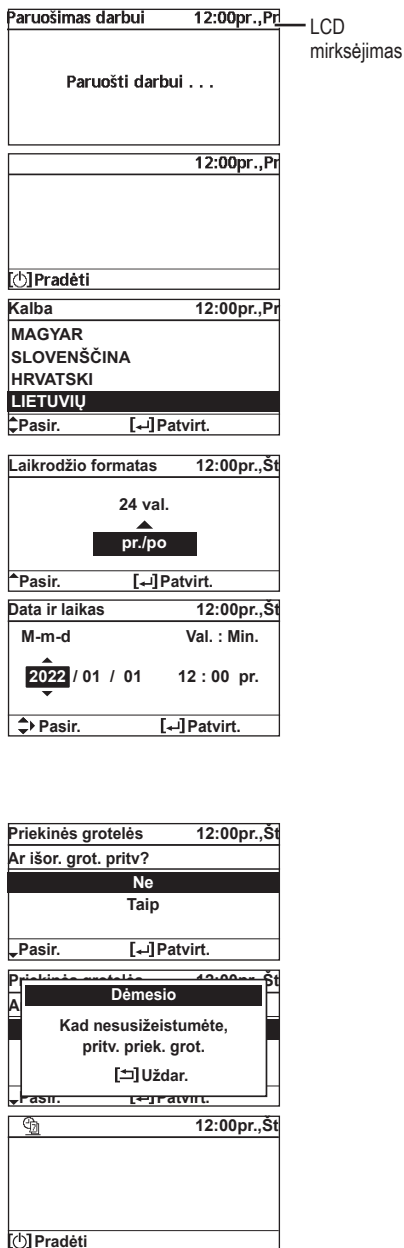 Paruošimas darbui 12:00pr.,Pr
LCD
mirksėjimas
Paruošti darbui . . .
12:00pr.,Pr
[⏻]Pradėti
Kalba 12:00pr.,Pr
MAGYAR
SLOVENŠČINA
HRVATSKI
LIETUVIŲ
Pasir. [↵]Patvirt.
Laikrodžio formatas 12:00pr.,Št
24 val.
pr./po
Pasir. [↵]Patvirt.
Data ir laikas 12:00pr.,Št
M-m-d Val. : Min.
2022 / 01 / 01 12 : 00 pr.
Pasir. [↵]Patvirt.
Priekinės grotelės 12:00pr.,Št
Ar išor. grot. pritv?
Ne
Taip
Pasir. [↵]Patvirt.
Dėmesio
Kad nesusižeistumėte,
pritv. priek. grot.
[⮌]Uždar.
12:00pr.,Št
[⏻]Pradėti